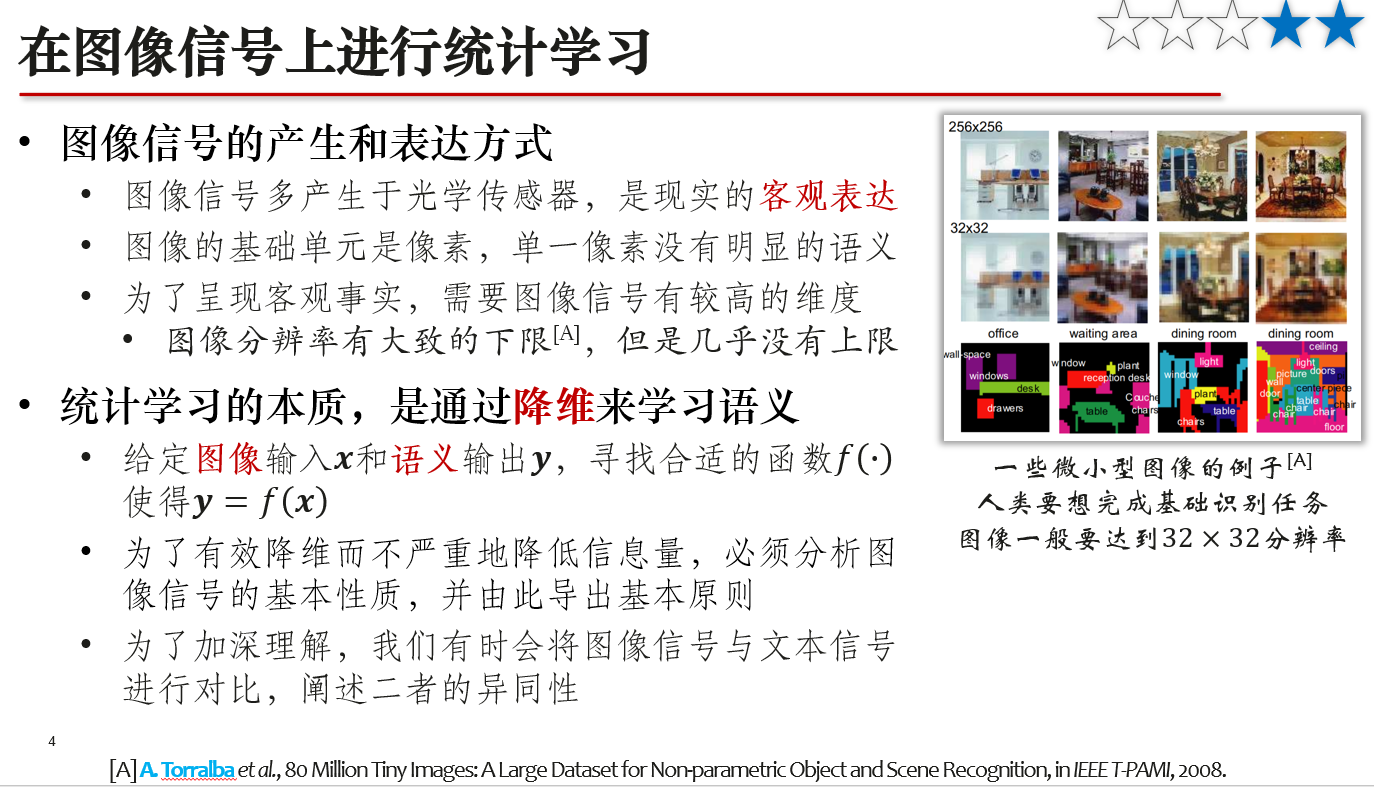 在图像信号上进行统计学习
• 图像信号的产生和表达方式
• 图像信号多产生于光学传感器，是现实的客观表达
• 图像的基础单元是像素，单一像素没有明显的语义
• 为了呈现客观事实，需要图像信号有较高的维度
• 图像分辨率有大致的下限[A]，但是几乎没有上限
• 统计学习的本质，是通过降维来学习语义
• 给定图像输入x和语义输出y，寻找合适的函数f(·)
使得y = f(x)
• 为了有效降维而不严重地降低信息量，必须分析图
像信号的基本性质，并由此导出基本原则
• 为了加深理解，我们有时会将图像信号与文本信号
进行对比，阐述二者的异同性
256x256
32x32
office waiting area dining room dining room
wall-space
windows
desk
drawers
window
plant
reception desk
Couche
table
chairs
light
window
plant
table
chairs
ceiling
light
picture
doors
wall
door
center piece
table
chair
chair
chair
chair
floor
一些微小型图像的例子[A]
人类要想完成基础识别任务
图像一般要达到32 × 32分辨率
4
[A] A. Torralba et al., 80 Million Tiny Images: A Large Dataset for Non-parametric Object and Scene Recognition, in IEEE T-PAMI, 2008.